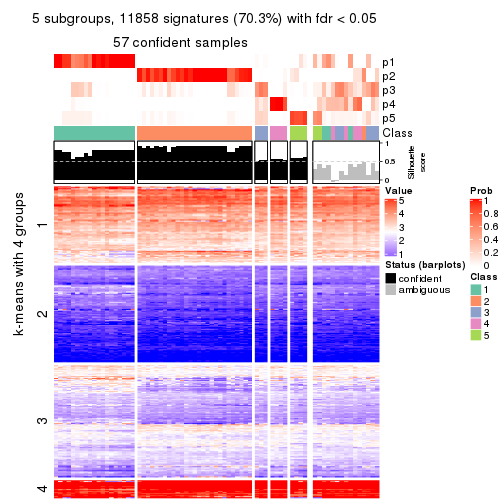 5 subgroups, 11858 signatures (70.3%) with fdr < 0.05
57 confident samples
p1
p2
p3
p4
p5
Class
1
0.5
0
Silhouette
score
k-means with 4 groups
1
2
3
4
Value
5
4
3
2
1
Status (barplots)
confident
ambiguous
Prob
1
0.8
0.6
0.4
0.2
0
Class
1
2
3
4
5